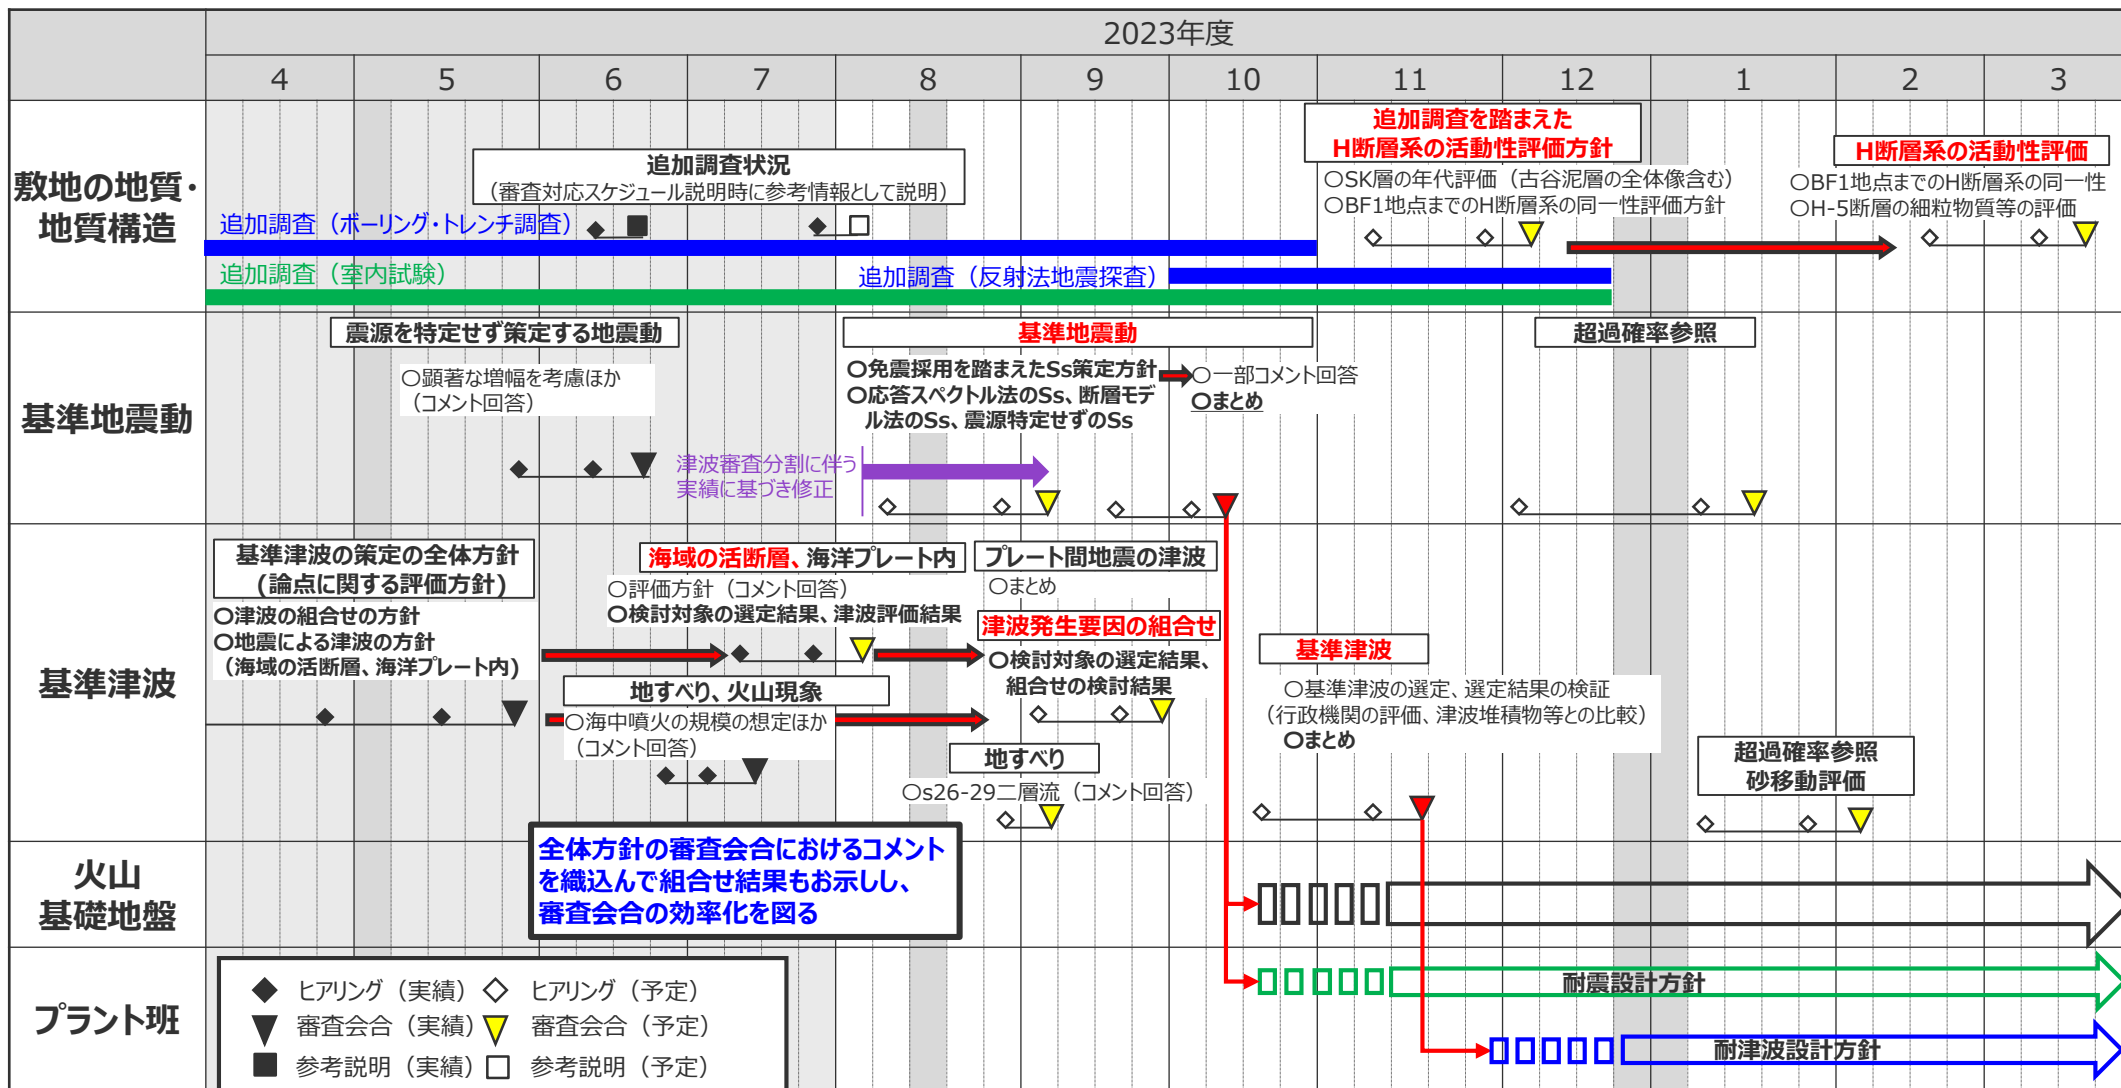 2023年度
4 5 6 7 8 9 10 11 12 1 2 3
敷地の地質・
地質構造
追加調査状況
（審査対応スケジュール説明時に参考情報として説明）
追加調査（ボーリング・トレンチ調査）
追加調査（室内試験）
追加調査（反射法地震探査）
追加調査を踏まえた
H断層系の活動性評価方針
〇SK層の年代評価（古谷泥層の全体像含む）
〇BF1地点までのH断層系の同一性評価方針
H断層系の活動性評価
〇BF1地点までのH断層系の同一性
〇H-5断層の細粒物質等の評価
基準地震動
震源を特定せず策定する地震動
〇顕著な増幅を考慮ほか
（コメント回答）
津波審査分割に伴う
実績に基づき修正
基準地震動
〇免震採用を踏まえたSs策定方針
〇応答スペクトル法のSs、断層モデ
ル法のSs、震源特定せずのSs
〇一部コメント回答
〇まとめ
超過確率参照
基準津波
基準津波の策定の全体方針
(論点に関する評価方針)
〇津波の組合せの方針
〇地震による津波の方針
（海域の活断層、海洋プレート内)
海域の活断層、海洋プレート内
〇評価方針（コメント回答）
〇検討対象の選定結果、津波評価結果
地すべり、火山現象
〇海中噴火の規模の想定ほか
（コメント回答）
プレート間地震の津波
〇まとめ
津波発生要因の組合せ
〇検討対象の選定結果、
組合せの検討結果
地すべり
〇s26-29二層流（コメント回答）
基準津波
〇基準津波の選定、選定結果の検証
（行政機関の評価、津波堆積物等との比較）
〇まとめ
超過確率参照
砂移動評価
火山
基礎地盤
全体方針の審査会合におけるコメント
を織込んで組合せ結果もお示しし、
審査会合の効率化を図る
プラント班
耐震設計方針
耐津波設計方針
ヒアリング（実績） ヒアリング（予定）
審査会合（実績） 審査会合（予定）
参考説明（実績） 参考説明（予定）